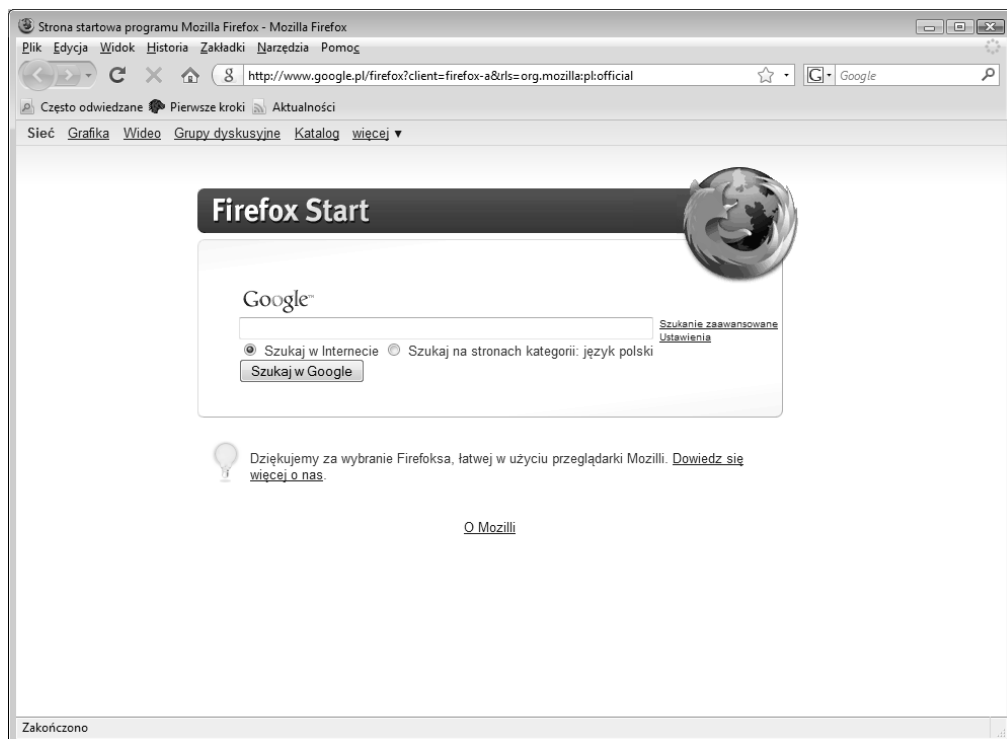 Strona startowa programu Mozilla Firefox - Mozilla Firefox
Plik Edycja Widok Historia Zakładki Narzędzia Pomoc
8 http://www.google.pl/firefox?client=firefox-a&rls=org.mozilla:pl:official G Google
Często odwiedzane Pierwsze kroki Aktualności
Sieć Grafika Wideo Grupy dyskusyjne Katalog więcej ▼
Firefox Start
Google™
Szukanie zaawansowane
Ustawienia
Szukaj w Internecie Szukaj na stronach kategorii: język polski
Szukaj w Google
Dziękujemy za wybranie Firefoksa, łatwej w użyciu przeglądarki Mozilli. Dowiedz się
więcej o nas.
O Mozilli
Zakończono